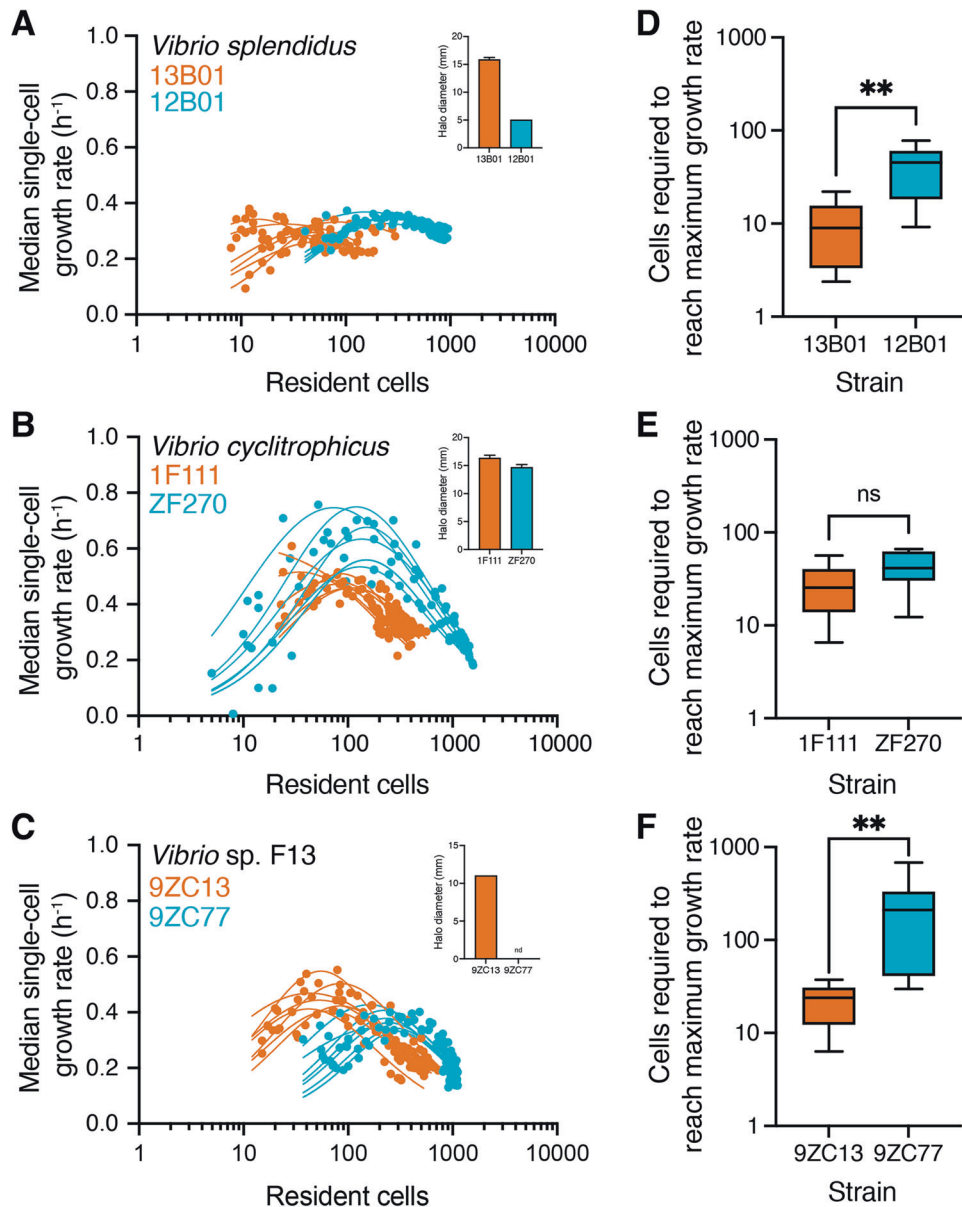 A
Vibrio splendidus
13B01
12B01
Median single-cell
growth rate (h⁻¹)
1.0
0.8
0.6
0.4
0.2
0.0
1
10
100
1000
10000
Resident cells
Halo diameter (mm)
20
15
10
5
0
13B01 12B01
D
Cells required to
reach maximum growth rate
1000
100
10
1
**
13B01 12B01
Strain
B
Vibrio cyclitrophicus
1F111
ZF270
Median single-cell
growth rate (h⁻¹)
1.0
0.8
0.6
0.4
0.2
0.0
1
10
100
1000
10000
Resident cells
Halo diameter (mm)
20
15
10
5
0
1F111 ZF270
E
Cells required to
reach maximum growth rate
1000
100
10
1
ns
1F111 ZF270
Strain
C
Vibrio sp. F13
9ZC13
9ZC77
Median single-cell
growth rate (h⁻¹)
1.0
0.8
0.6
0.4
0.2
0.0
1
10
100
1000
10000
Resident cells
Halo diameter (mm)
15
10
5
0
nd
9ZC13 9ZC77
F
Cells required to
reach maximum growth rate
1000
100
10
1
**
9ZC13 9ZC77
Strain